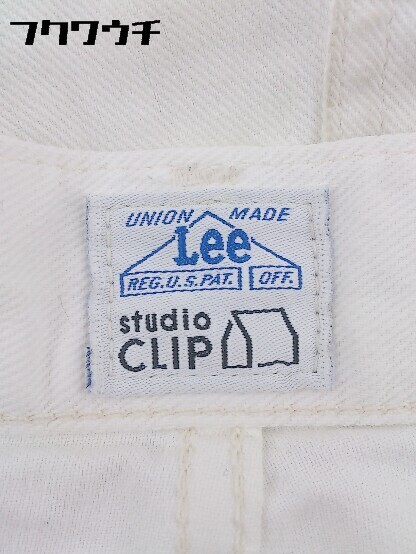 フクワウチ
UNION MADE
Lee
REG.U.S.PAT. OFF.
studio
CLIP